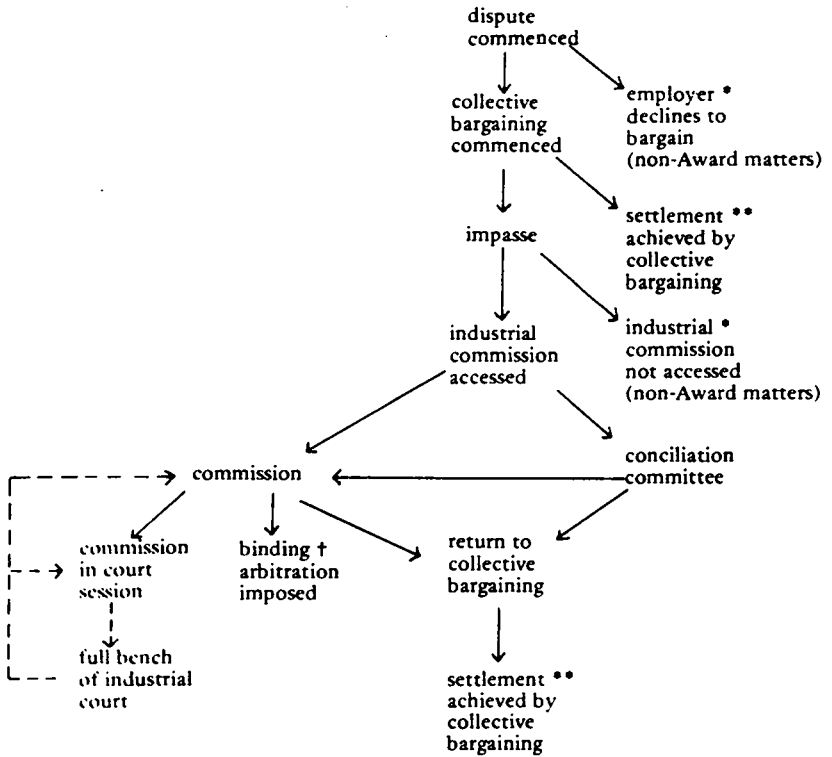 dispute
commenced
employer *
declines to
bargain
(non-Award matters)
collective
bargaining
commenced
settlement **
achieved by
collective
bargaining
impasse
industrial *
commission
not accessed
(non-Award matters)
industrial
commission
accessed
conciliation
committee
commission
commission
in court
session
binding †
arbitration
imposed
return to
collective
bargaining
full bench
of industrial
court
settlement **
achieved by
collective
bargaining